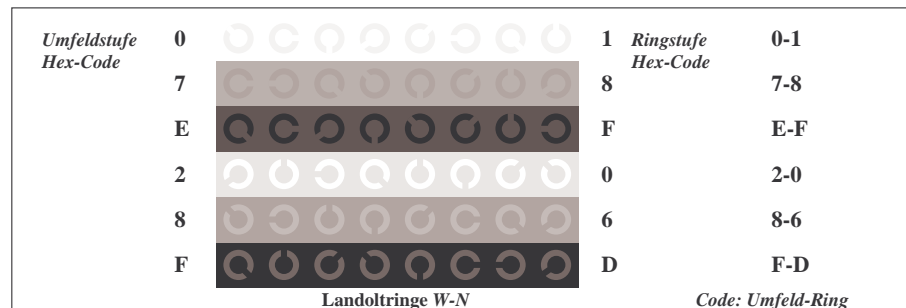 Umfeldstufe 0 1 Ringstufe 0-1
Hex-Code Hex-Code
7 8 7-8
E F E-F
2 0 2-0
8 6 8-6
F D F-D
Landoltringe W-N Code: Umfeld-Ring